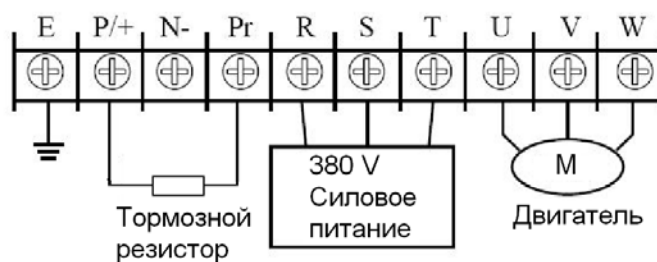 E P/+ N- Pr R S T U V W
380 V
Силовое
питание
M
Тормозной
резистор
Двигатель